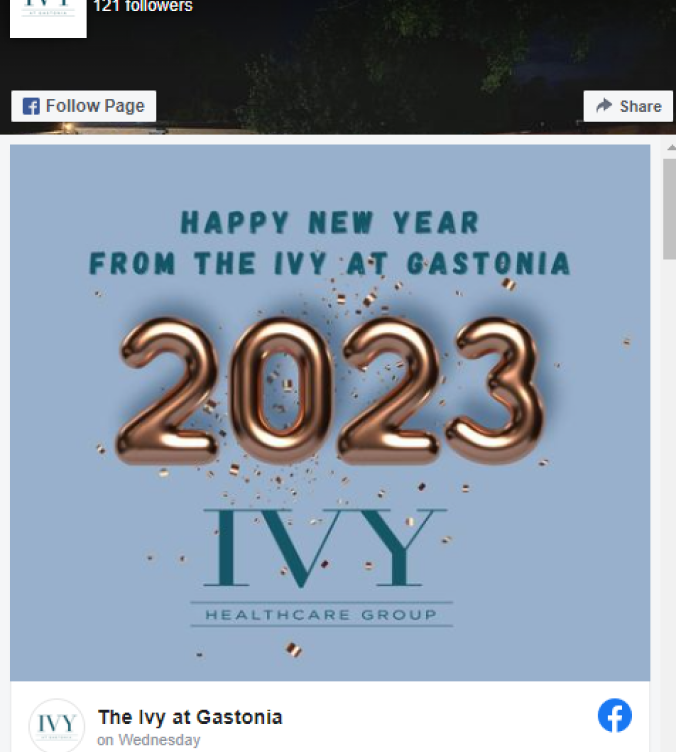 IVY
AT GASTONIA
121 followers
Follow Page
Share
HAPPY NEW YEAR
FROM THE IVY AT GASTONIA
2023
IVY
HEALTHCARE GROUP
IVY
The Ivy at Gastonia
on Wednesday